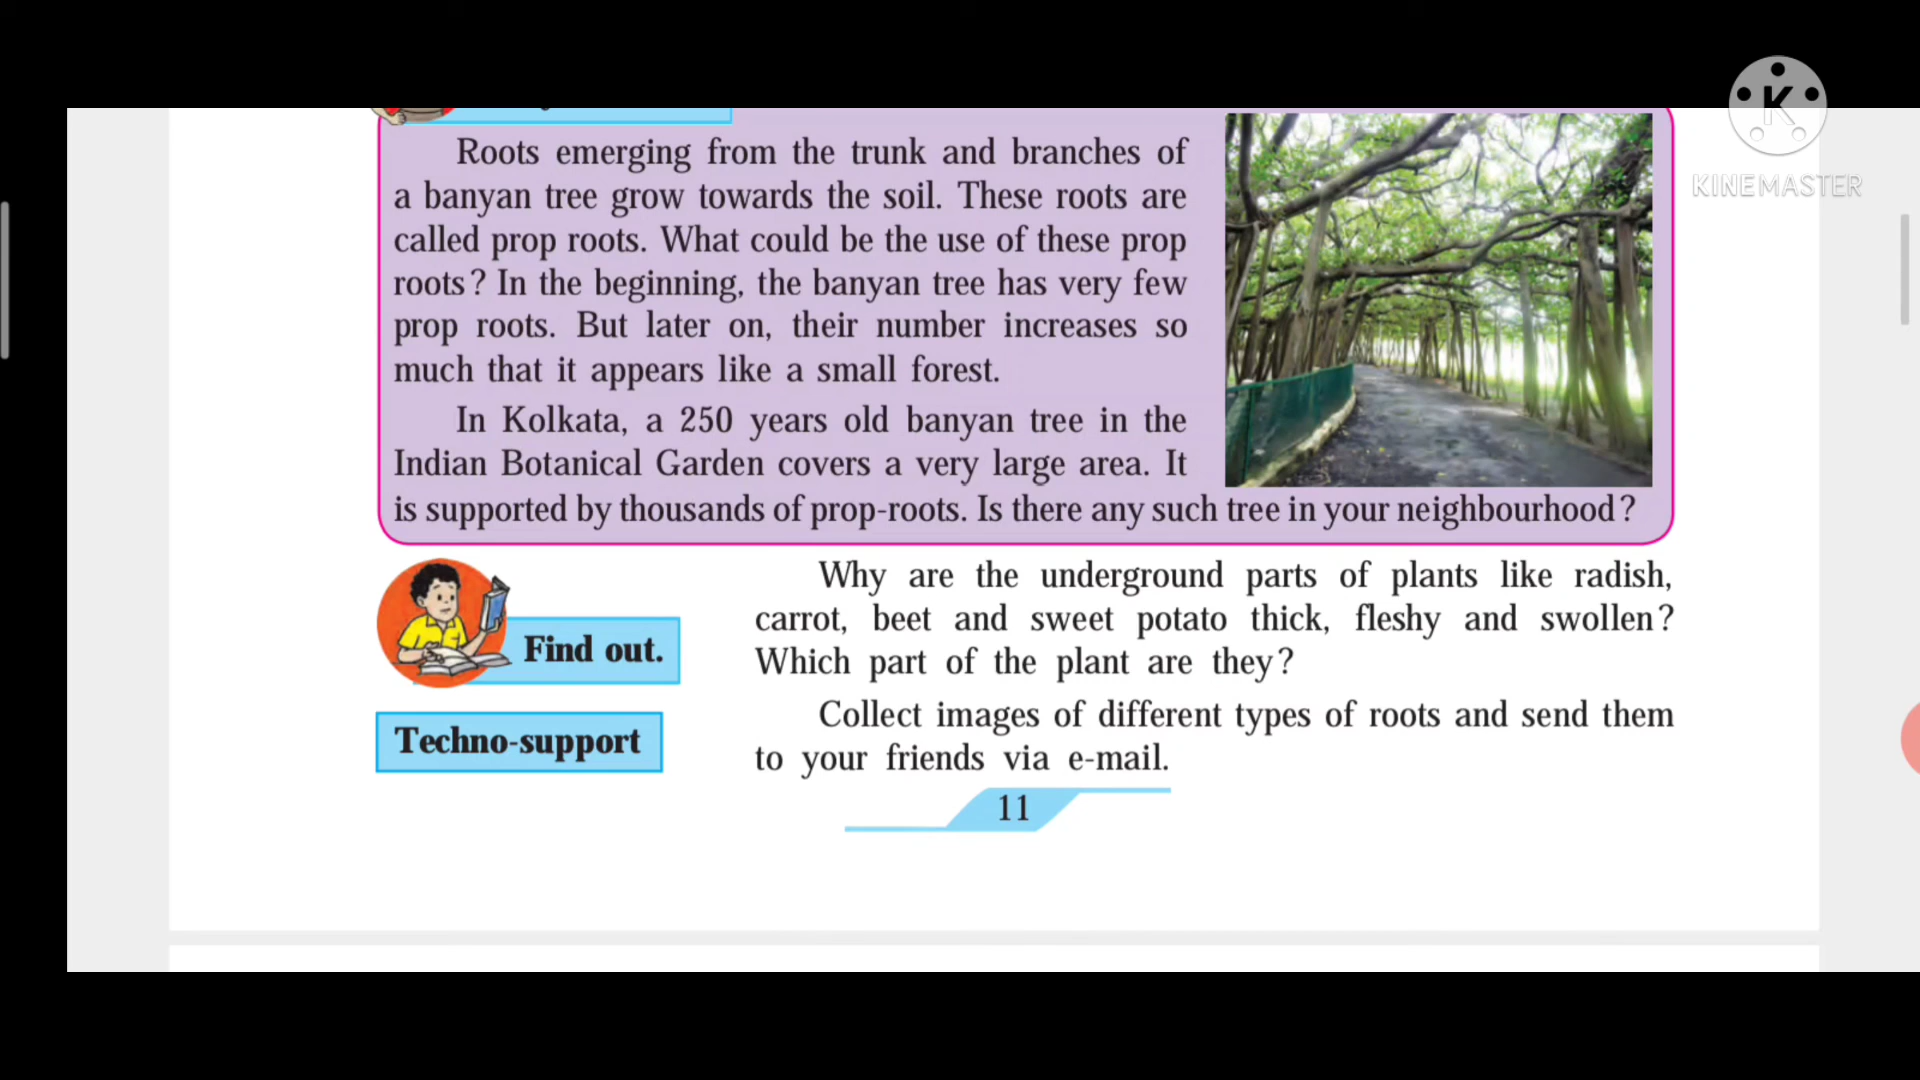 K
KINEMASTER
Roots emerging from the trunk and branches of
a banyan tree grow towards the soil. These roots are
called prop roots. What could be the use of these prop
roots? In the beginning, the banyan tree has very few
prop roots. But later on, their number increases so
much that it appears like a small forest.
In Kolkata, a 250 years old banyan tree in the
Indian Botanical Garden covers a very large area. It
is supported by thousands of prop-roots. Is there any such tree in your neighbourhood?
Find out.
Why are the underground parts of plants like radish,
carrot, beet and sweet potato thick, fleshy and swollen?
Which part of the plant are they?
Techno-support
Collect images of different types of roots and send them
to your friends via e-mail.
11